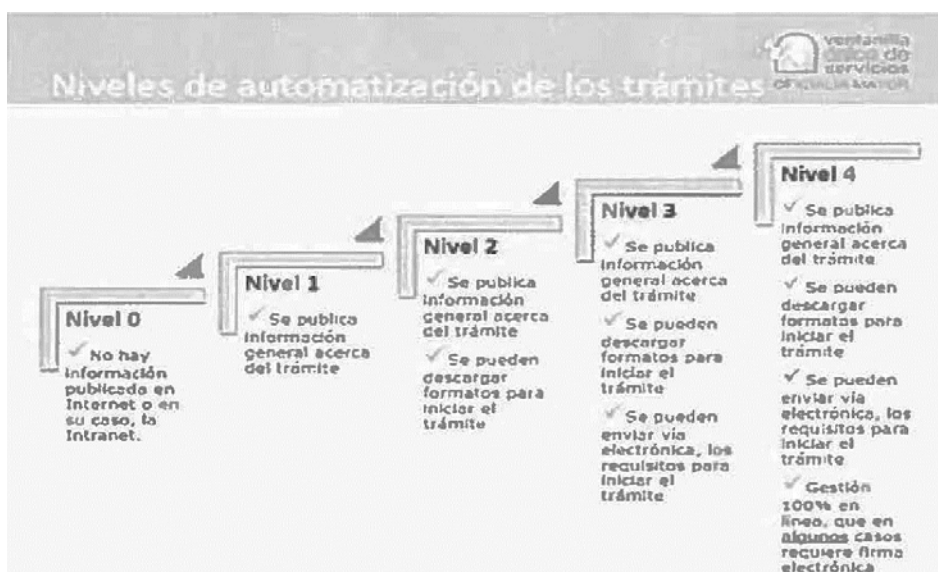 ventanilla
única de
servicios
Niveles de automatización de los trámites
OFICIALÍA MAYOR
Nivel 0
✓ No hay
información
publicada en
Internet o en
su caso, la
Intranet.
Nivel 1
✓ Se publica
información
general acerca
del trámite
Nivel 2
✓ Se publica
información
general acerca
del trámite
✓ Se pueden
descargar
formatos para
iniciar el
trámite
Nivel 3
✓ Se publica
información
general acerca
del trámite
✓ Se pueden
descargar
formatos para
iniciar el
trámite
✓ Se pueden
enviar vía
electrónica, los
requisitos para
iniciar el
trámite
Nivel 4
✓ Se publica
información
general acerca
del trámite
✓ Se pueden
descargar
formatos para
iniciar el
trámite
✓ Se pueden
enviar vía
electrónica, los
requisitos para
iniciar el
trámite
✓ Gestión
100% en
línea, que en
algunos casos
requiere firma
electrónica